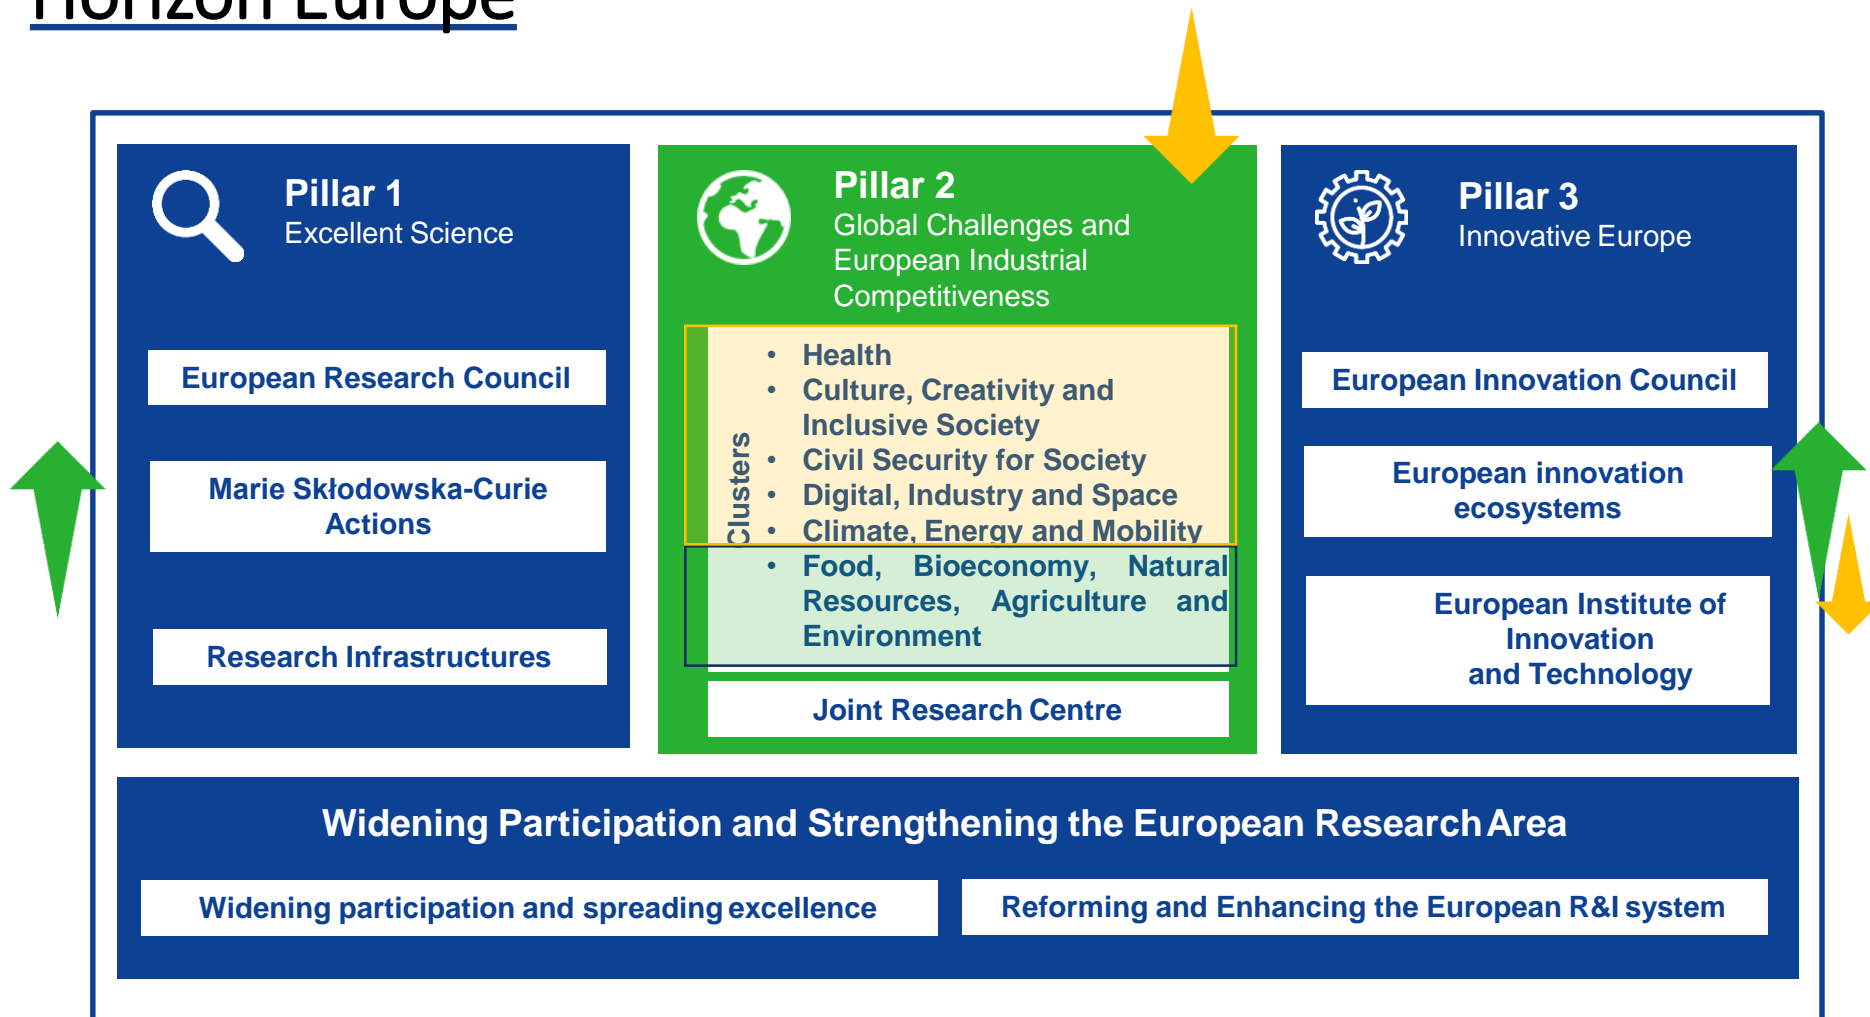 Horizon Europe
Pillar 1
Excellent Science
European Research Council
Marie Skłodowska-Curie
Actions
Research Infrastructures
Pillar 2
Global Challenges and
European Industrial
Competitiveness
Clusters
• Health
• Culture, Creativity and
Inclusive Society
• Civil Security for Society
• Digital, Industry and Space
• Climate, Energy and Mobility
• Food, Bioeconomy, Natural
Resources, Agriculture and
Environment
Joint Research Centre
Pillar 3
Innovative Europe
European Innovation Council
European innovation
ecosystems
European Institute of
Innovation
and Technology
Widening Participation and Strengthening the European Research Area
Widening participation and spreading excellence
Reforming and Enhancing the European R&I system